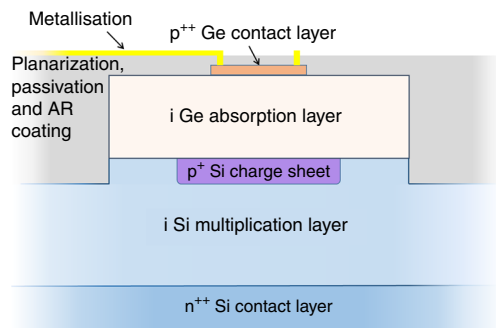 Metallisation
p++ Ge contact layer
Planarization,
passivation
and AR
coating
i Ge absorption layer
p+ Si charge sheet
i Si multiplication layer
n++ Si contact layer